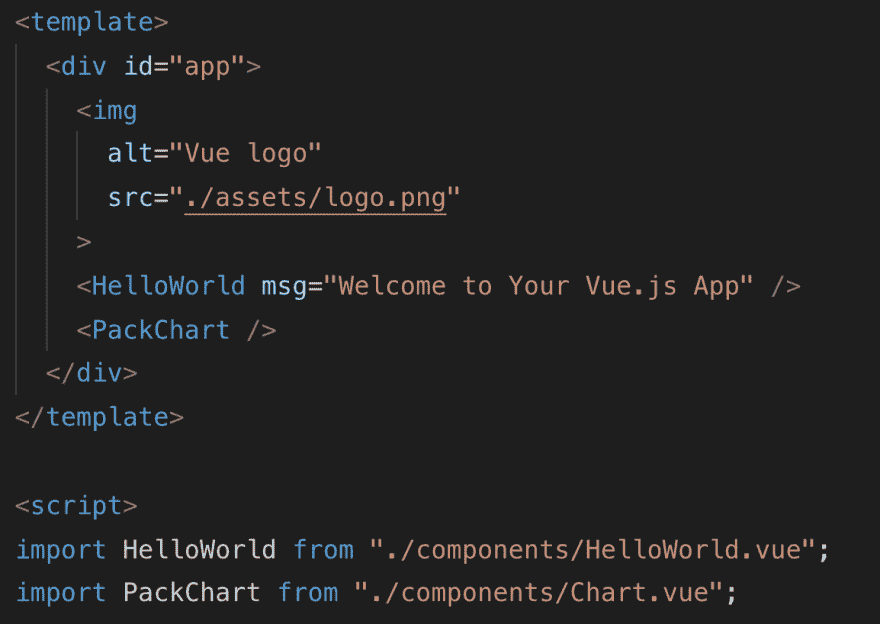 <template>
<div id="app">
<img
alt="Vue logo"
src="./assets/logo.png"
>
<HelloWorld msg="Welcome to Your Vue.js App" />
<PackChart />
</div>
</template>
<script>
import HelloWorld from "./components/HelloWorld.vue";
import PackChart from "./components/Chart.vue";